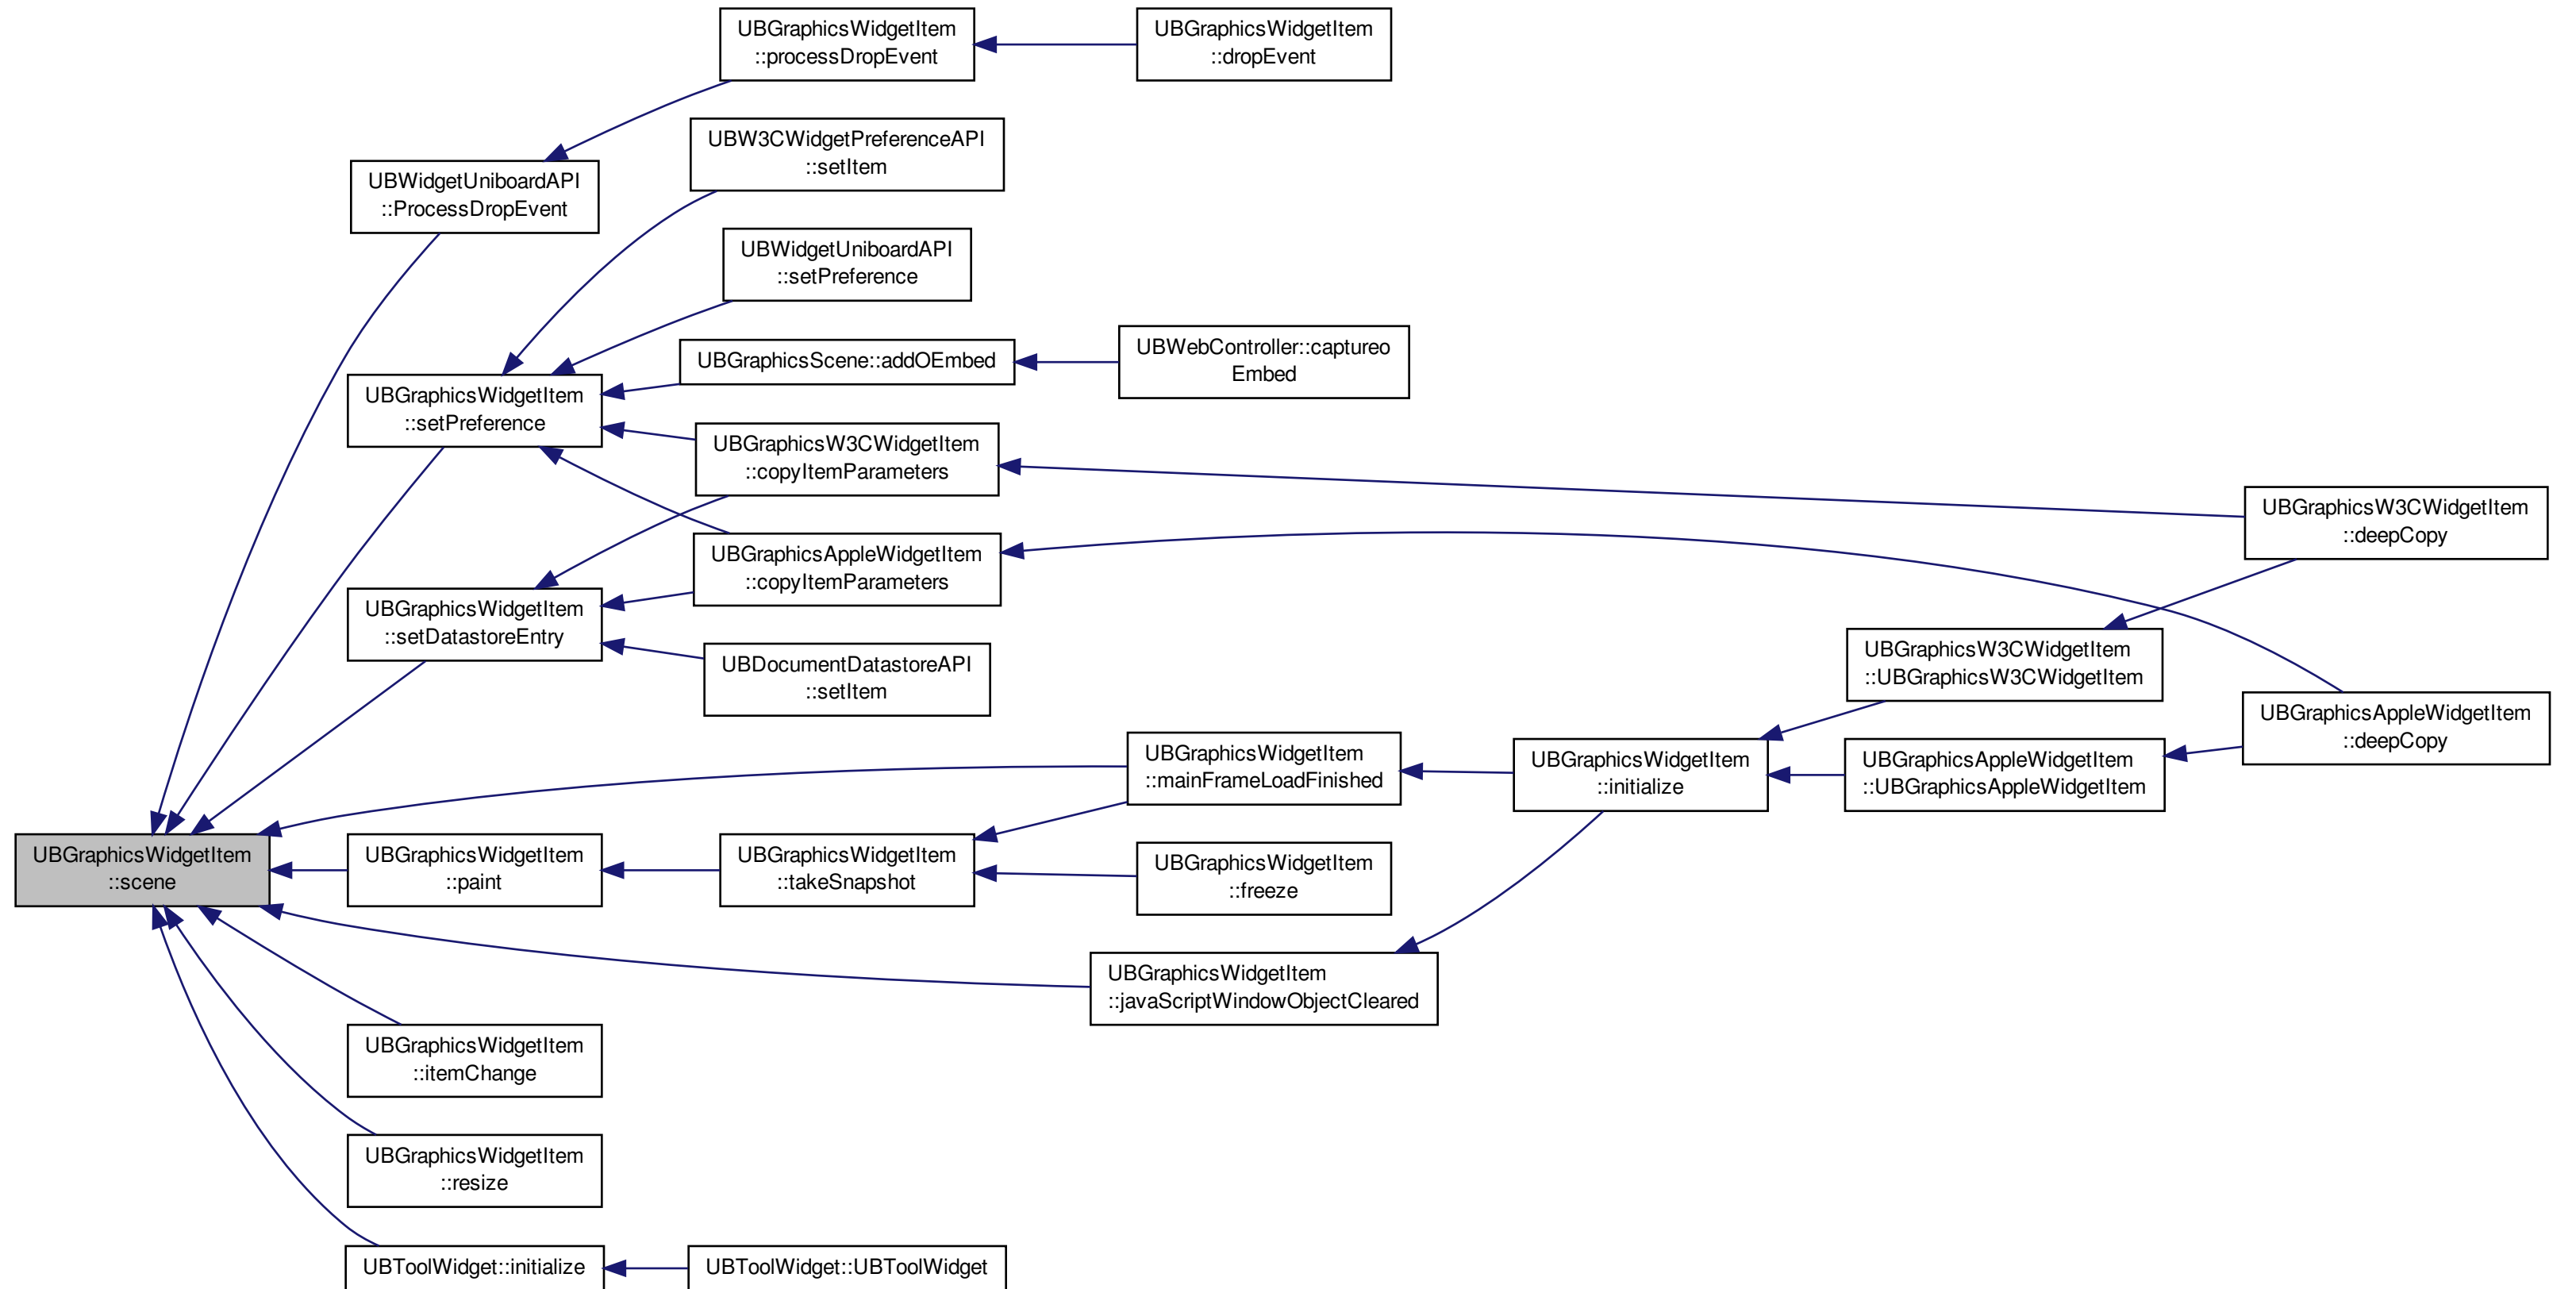 UBGraphicsWidgetItem
::processDropEvent
UBGraphicsWidgetItem
::dropEvent
UBW3CWidgetPreferenceAPI
::setItem
UBWidgetUniboardAPI
::ProcessDropEvent
UBWidgetUniboardAPI
::setPreference
UBGraphicsScene::addOEmbed
UBWebController::captureo
Embed
UBGraphicsWidgetItem
::setPreference
UBGraphicsW3CWidgetItem
::copyItemParameters
UBGraphicsW3CWidgetItem
::deepCopy
UBGraphicsAppleWidgetItem
::copyItemParameters
UBGraphicsWidgetItem
::setDatastoreEntry
UBDocumentDatastoreAPI
::setItem
UBGraphicsW3CWidgetItem
::UBGraphicsW3CWidgetItem
UBGraphicsAppleWidgetItem
::deepCopy
UBGraphicsWidgetItem
::mainFrameLoadFinished
UBGraphicsWidgetItem
::initialize
UBGraphicsAppleWidgetItem
::UBGraphicsAppleWidgetItem
UBGraphicsWidgetItem
::scene
UBGraphicsWidgetItem
::paint
UBGraphicsWidgetItem
::takeSnapshot
UBGraphicsWidgetItem
::freeze
UBGraphicsWidgetItem
::javaScriptWindowObjectCleared
UBGraphicsWidgetItem
::itemChange
UBGraphicsWidgetItem
::resize
UBToolWidget::initialize
UBToolWidget::UBToolWidget